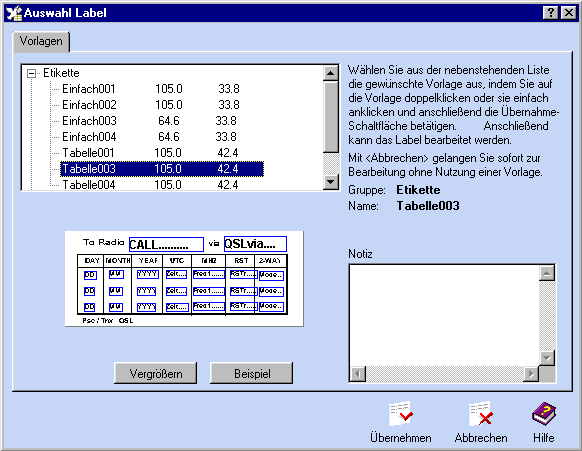 Auswahl Label
Vorlagen
Etikette
Einfach001 105.0 33.8
Einfach002 105.0 33.8
Einfach003 64.6 33.8
Einfach004 64.6 33.8
Tabelle001 105.0 42.4
Tabelle003 105.0 42.4
Tabelle004 105.0 42.4
Wählen Sie aus der nebenstehenden Liste
die gewünschte Vorlage aus, indem Sie auf
die Vorlage doppelklicken oder sie einfach
anklicken und anschließend die Übernahme-
Schaltfläche betätigen. Anschließend
kann das Label bearbeitet werden.
Mit <Abbrechen> gelangen Sie sofort zur
Bearbeitung ohne Nutzung einer Vorlage.
Gruppe: Etikette
Name: Tabelle003
To Radio CALL.......... via QSLvia....
DAY MONTH YEAR UTC MHZ RST 2-WAY
DD MM YYYY Zeit... Freq1...... RSTr.... Mode..
DD MM YYYY Zeit... Freq1...... RSTr.... Mode..
DD MM YYYY Zeit... Freq1...... RSTr.... Mode..
Pse / Tnx QSL
Notiz
Vergrößern
Beispiel
Übernehmen
Abbrechen
Hilfe